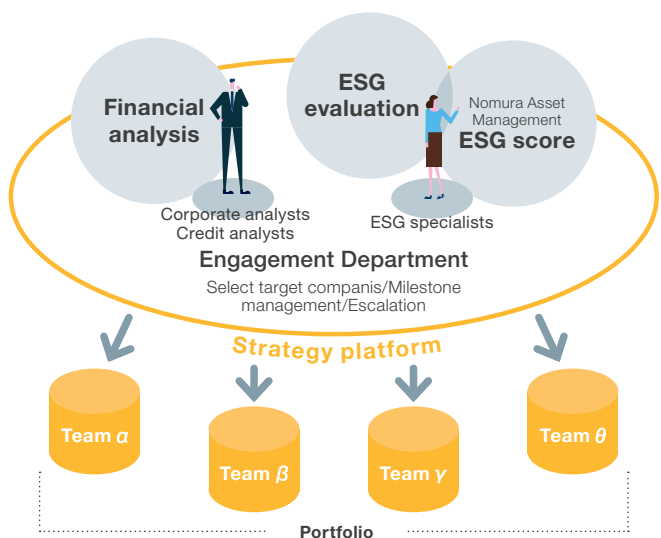 Financial
analysis
ESG
evaluation
Nomura Asset
Management
ESG score
Corporate analysts
Credit analysts
ESG specialists
Engagement Department
Select target companis/Milestone
management/Escalation
Strategy platform
Team α
Team β
Team γ
Team θ
Portfolio